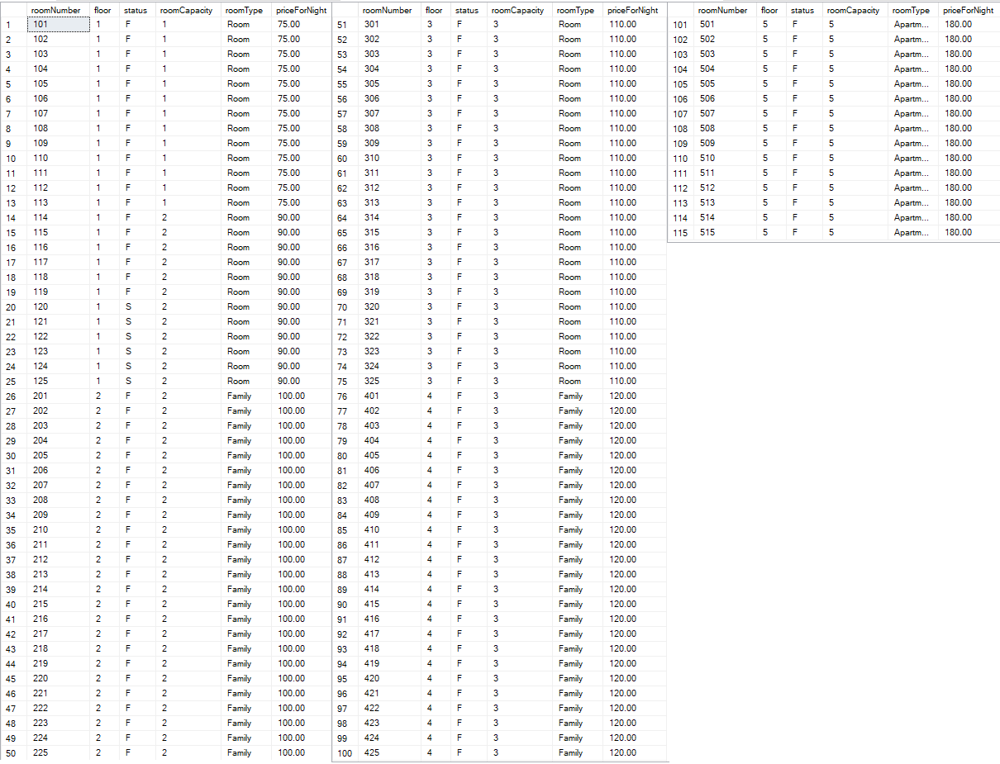 roomNumber floor status roomCapacity roomType priceForNight
1 101 1 F 1 Room 75.00
2 102 1 F 1 Room 75.00
3 103 1 F 1 Room 75.00
4 104 1 F 1 Room 75.00
5 105 1 F 1 Room 75.00
6 106 1 F 1 Room 75.00
7 107 1 F 1 Room 75.00
8 108 1 F 1 Room 75.00
9 109 1 F 1 Room 75.00
10 110 1 F 1 Room 75.00
11 111 1 F 1 Room 75.00
12 112 1 F 1 Room 75.00
13 113 1 F 1 Room 75.00
14 114 1 F 2 Room 90.00
15 115 1 F 2 Room 90.00
16 116 1 F 2 Room 90.00
17 117 1 F 2 Room 90.00
18 118 1 F 2 Room 90.00
19 119 1 F 2 Room 90.00
20 120 1 S 2 Room 90.00
21 121 1 S 2 Room 90.00
22 122 1 S 2 Room 90.00
23 123 1 S 2 Room 90.00
24 124 1 S 2 Room 90.00
25 125 1 S 2 Room 90.00
26 201 2 F 2 Family 100.00
27 202 2 F 2 Family 100.00
28 203 2 F 2 Family 100.00
29 204 2 F 2 Family 100.00
30 205 2 F 2 Family 100.00
31 206 2 F 2 Family 100.00
32 207 2 F 2 Family 100.00
33 208 2 F 2 Family 100.00
34 209 2 F 2 Family 100.00
35 210 2 F 2 Family 100.00
36 211 2 F 2 Family 100.00
37 212 2 F 2 Family 100.00
38 213 2 F 2 Family 100.00
39 214 2 F 2 Family 100.00
40 215 2 F 2 Family 100.00
41 216 2 F 2 Family 100.00
42 217 2 F 2 Family 100.00
43 218 2 F 2 Family 100.00
44 219 2 F 2 Family 100.00
45 220 2 F 2 Family 100.00
46 221 2 F 2 Family 100.00
47 222 2 F 2 Family 100.00
48 223 2 F 2 Family 100.00
49 224 2 F 2 Family 100.00
50 225 2 F 2 Family 100.00
roomNumber floor status roomCapacity roomType priceForNight
51 301 3 F 3 Room 110.00
52 302 3 F 3 Room 110.00
53 303 3 F 3 Room 110.00
54 304 3 F 3 Room 110.00
55 305 3 F 3 Room 110.00
56 306 3 F 3 Room 110.00
57 307 3 F 3 Room 110.00
58 308 3 F 3 Room 110.00
59 309 3 F 3 Room 110.00
60 310 3 F 3 Room 110.00
61 311 3 F 3 Room 110.00
62 312 3 F 3 Room 110.00
63 313 3 F 3 Room 110.00
64 314 3 F 3 Room 110.00
65 315 3 F 3 Room 110.00
66 316 3 F 3 Room 110.00
67 317 3 F 3 Room 110.00
68 318 3 F 3 Room 110.00
69 319 3 F 3 Room 110.00
70 320 3 F 3 Room 110.00
71 321 3 F 3 Room 110.00
72 322 3 F 3 Room 110.00
73 323 3 F 3 Room 110.00
74 324 3 F 3 Room 110.00
75 325 3 F 3 Room 110.00
76 401 4 F 3 Family 120.00
77 402 4 F 3 Family 120.00
78 403 4 F 3 Family 120.00
79 404 4 F 3 Family 120.00
80 405 4 F 3 Family 120.00
81 406 4 F 3 Family 120.00
82 407 4 F 3 Family 120.00
83 408 4 F 3 Family 120.00
84 409 4 F 3 Family 120.00
85 410 4 F 3 Family 120.00
86 411 4 F 3 Family 120.00
87 412 4 F 3 Family 120.00
88 413 4 F 3 Family 120.00
89 414 4 F 3 Family 120.00
90 415 4 F 3 Family 120.00
91 416 4 F 3 Family 120.00
92 417 4 F 3 Family 120.00
93 418 4 F 3 Family 120.00
94 419 4 F 3 Family 120.00
95 420 4 F 3 Family 120.00
96 421 4 F 3 Family 120.00
97 422 4 F 3 Family 120.00
98 423 4 F 3 Family 120.00
99 424 4 F 3 Family 120.00
100 425 4 F 3 Family 120.00
roomNumber floor status roomCapacity roomType priceForNight
101 501 5 F 5 Apartm... 180.00
102 502 5 F 5 Apartm... 180.00
103 503 5 F 5 Apartm... 180.00
104 504 5 F 5 Apartm... 180.00
105 505 5 F 5 Apartm... 180.00
106 506 5 F 5 Apartm... 180.00
107 507 5 F 5 Apartm... 180.00
108 508 5 F 5 Apartm... 180.00
109 509 5 F 5 Apartm... 180.00
110 510 5 F 5 Apartm... 180.00
111 511 5 F 5 Apartm... 180.00
112 512 5 F 5 Apartm... 180.00
113 513 5 F 5 Apartm... 180.00
114 514 5 F 5 Apartm... 180.00
115 515 5 F 5 Apartm... 180.00